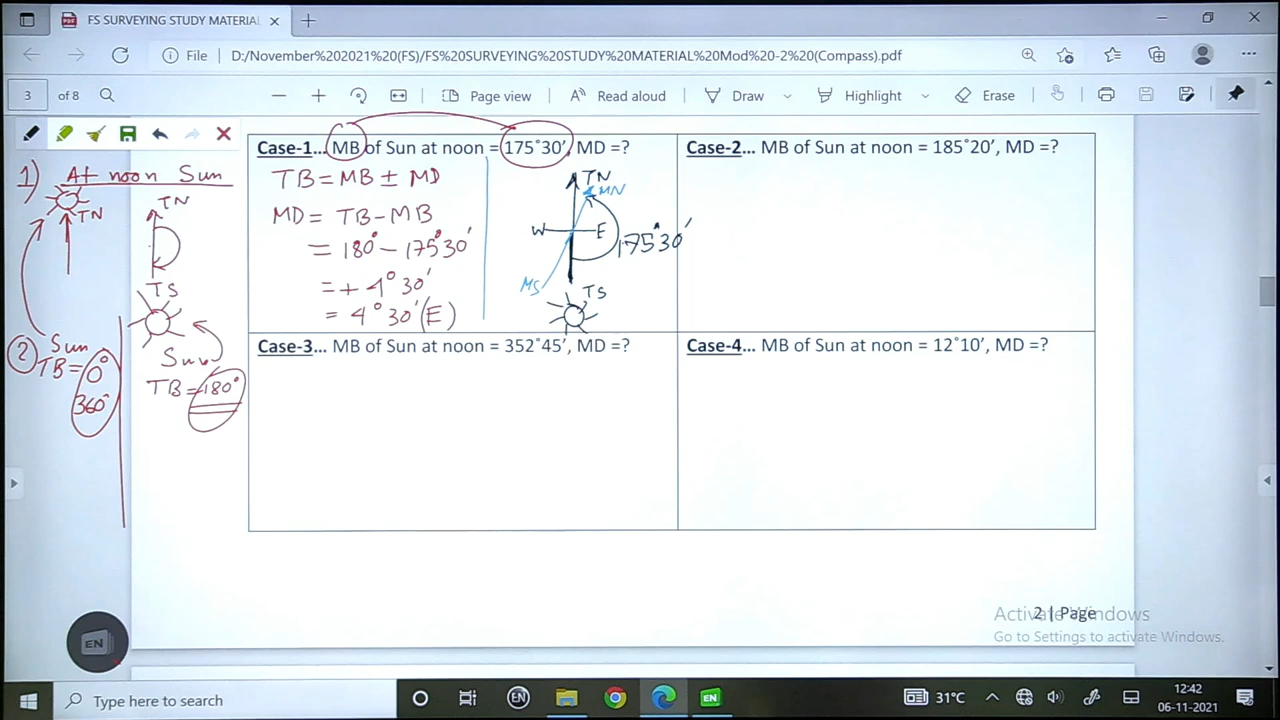 FS SURVEYING STUDY MATERIAL
File D:/November%202021%20(FS)/FS%20SURVEYING%20STUDY%20MATERIAL%20Mod%20-2%20(Compass).pdf
3 of 8 Page view Read aloud Draw Highlight Erase
1) At noon Sun
TN
TN
TS
Sun
TB = 180°
② Sun
TB = 0°
360°
Case-1... MB of Sun at noon = 175°30', MD =?
TB = MB ± MD
MD = TB - MB
= 180° - 175°30'
= + 4°30'
= 4°30' (E)
TN
MN
W E
175°30'
MS
TS
Case-2... MB of Sun at noon = 185°20', MD =?
Case-3... MB of Sun at noon = 352°45', MD =?
Case-4... MB of Sun at noon = 12°10', MD =?
2 | Page
Activate Windows
Go to Settings to activate Windows.
EN
Type here to search
EN
EN
31°C
12:42
06-11-2021